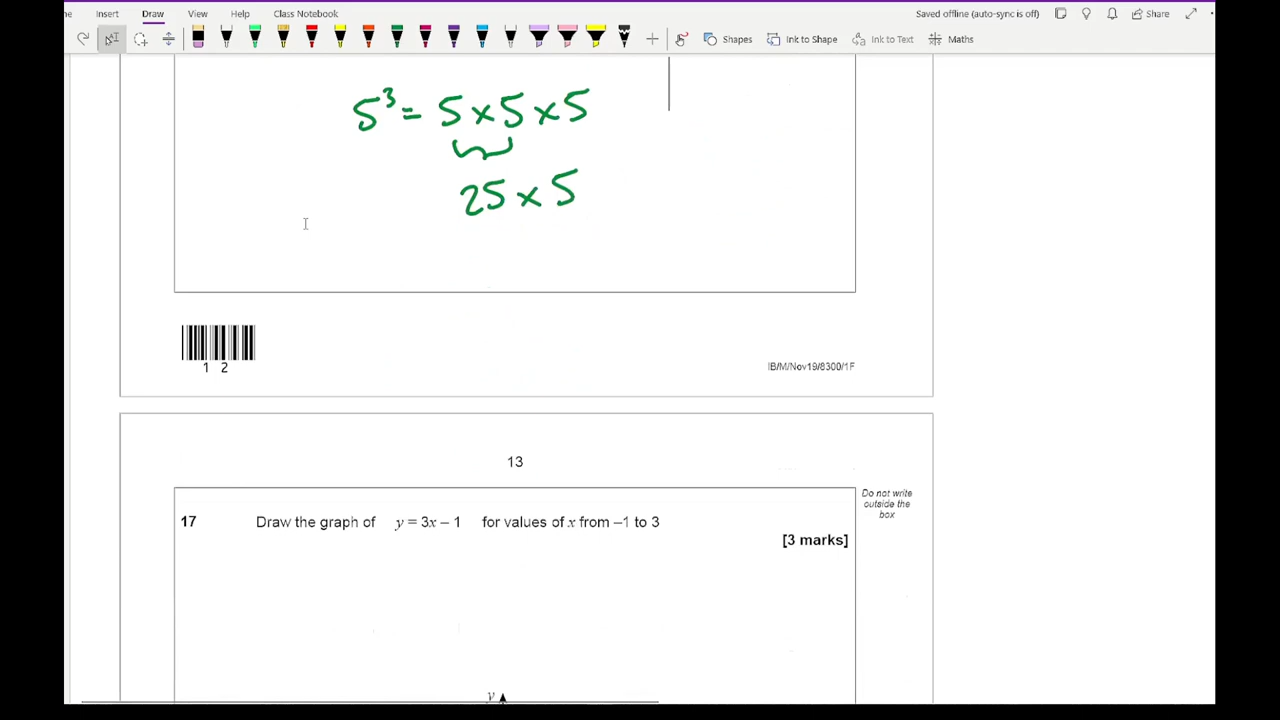 Insert Draw View Help Class Notebook Saved offline (auto-sync is off) Share
Shapes Ink to Shape Ink to Text Maths
5³ = 5 × 5 × 5
25 × 5
1 2
IB/M/Nov19/8300/1F
13
Do not write
outside the
box
17 Draw the graph of y = 3x – 1 for values of x from –1 to 3
[3 marks]
y